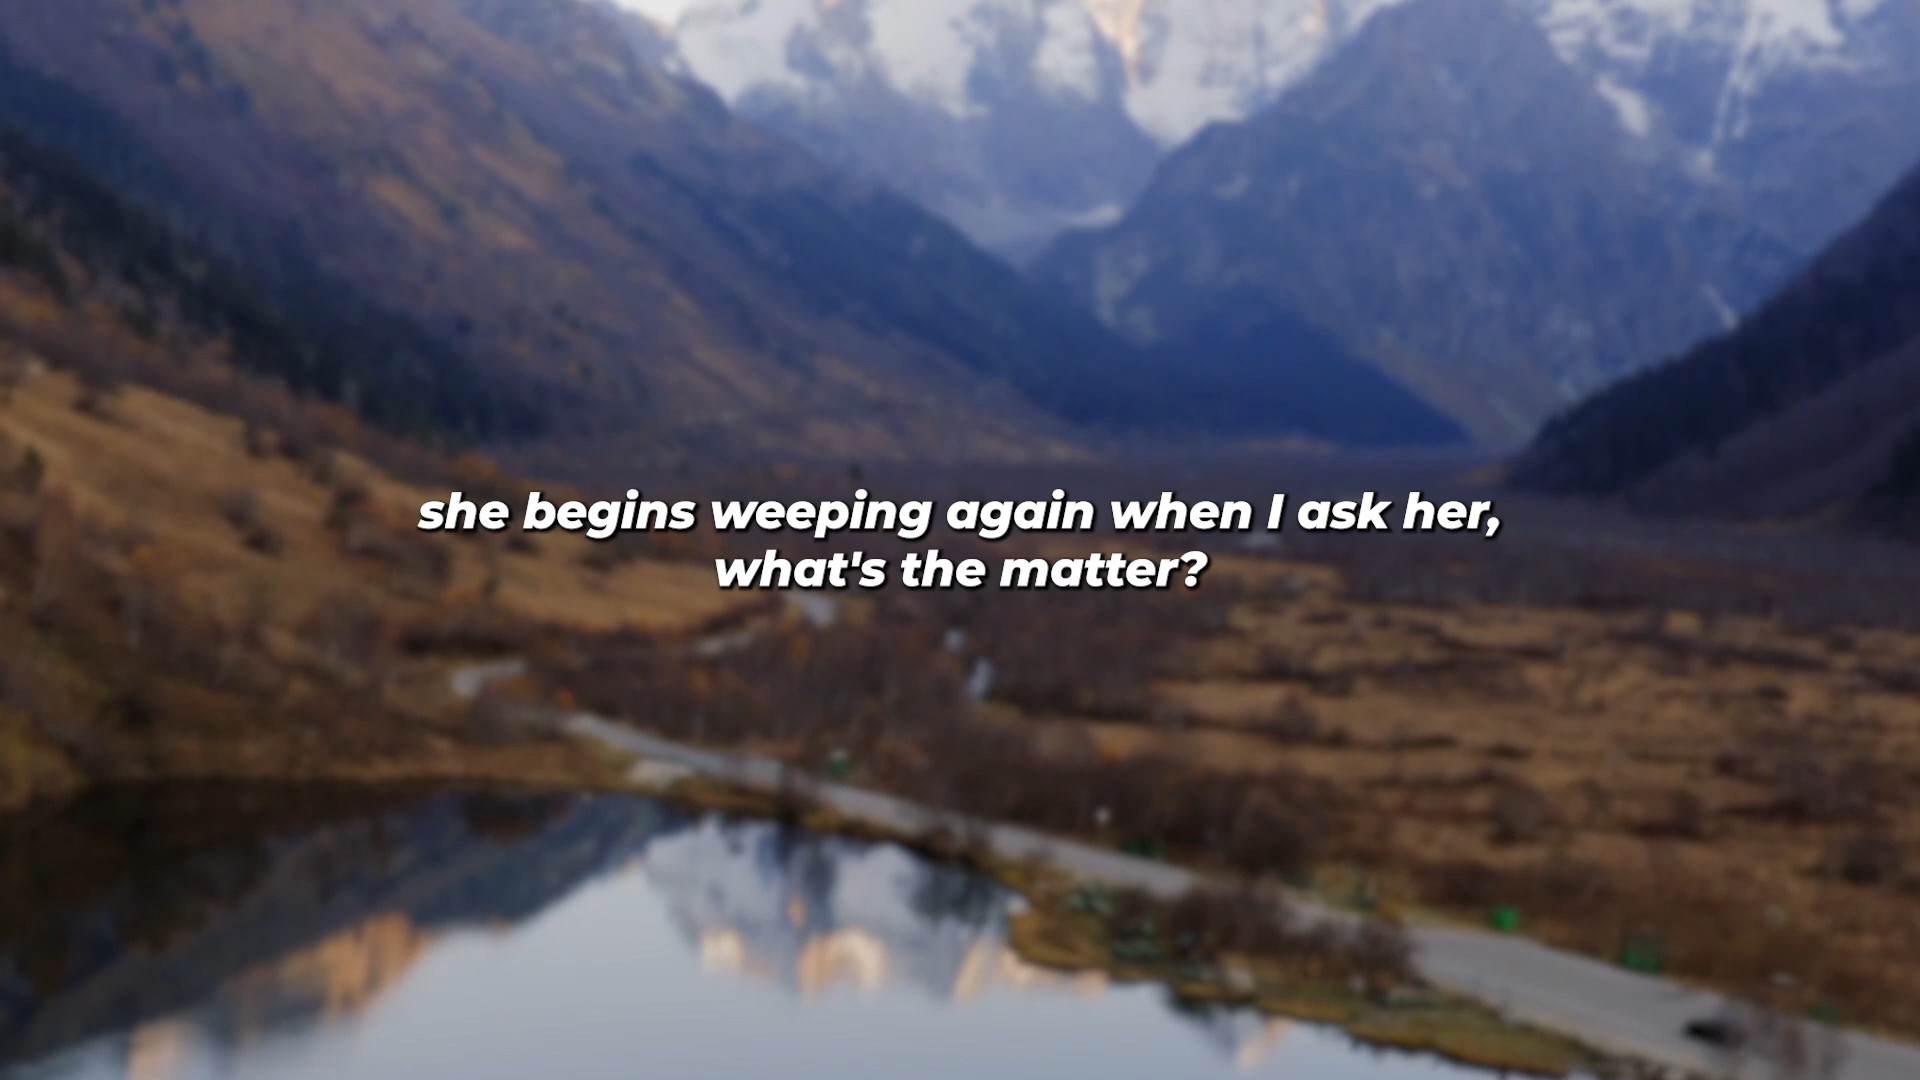 she begins weeping again when I ask her,
what's the matter?